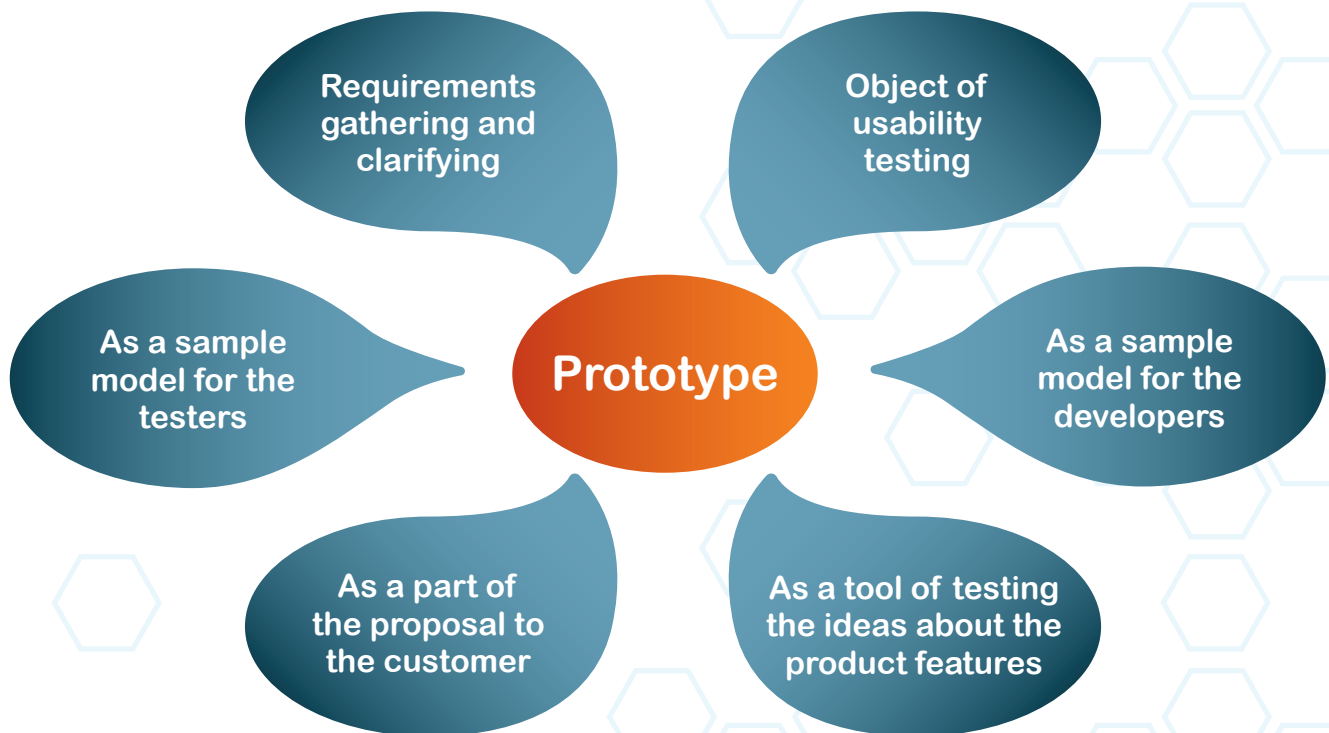 Requirements
gathering and
clarifying
Object of
usability
testing
As a sample
model for the
testers
Prototype
As a sample
model for the
developers
As a part of
the proposal to
the customer
As a tool of testing
the ideas about the
product features